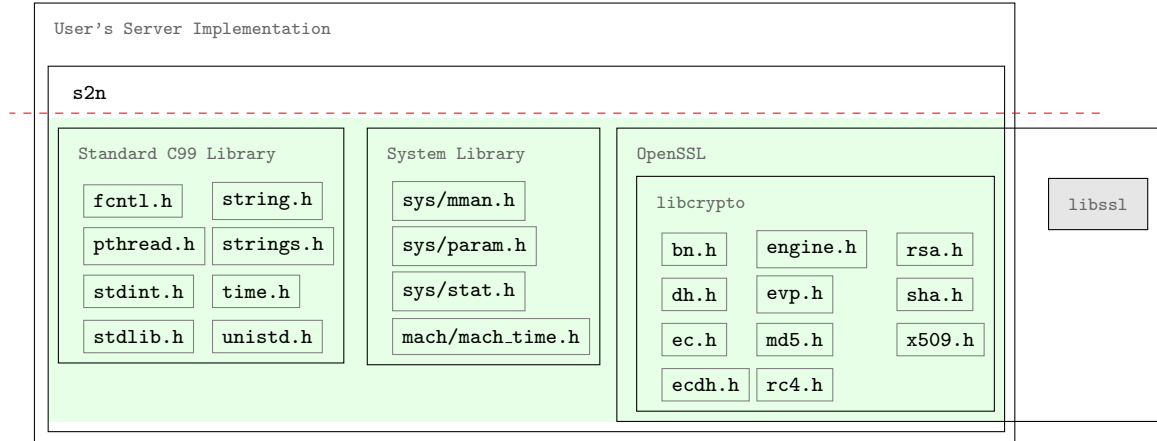 User's Server Implementation
s2n
Standard C99 Library
fcntl.h string.h
pthread.h strings.h
stdint.h time.h
stdlib.h unistd.h
System Library
sys/mman.h
sys/param.h
sys/stat.h
mach/mach_time.h
OpenSSL
libcrypto
bn.h engine.h rsa.h
dh.h evp.h sha.h
ec.h md5.h x509.h
ecdh.h rc4.h
libssl